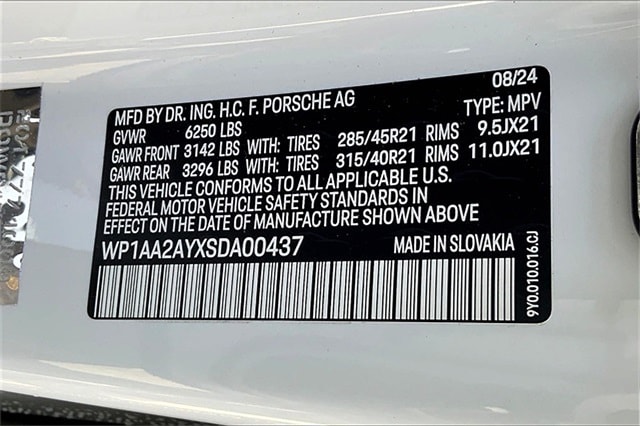 08/24
MFD BY DR. ING. H.C. F. PORSCHE AG
GVWR 6250 LBS TYPE: MPV
GAWR FRONT 3142 LBS WITH: TIRES 285/45R21 RIMS 9.5JX21
GAWR REAR 3296 LBS WITH: TIRES 315/40R21 RIMS 11.0JX21
THIS VEHICLE CONFORMS TO ALL APPLICABLE U.S.
FEDERAL MOTOR VEHICLE SAFETY STANDARDS IN
EFFECT ON THE DATE OF MANUFACTURE SHOWN ABOVE
WP1AA2AYXSDA00437 MADE IN SLOVAKIA
9Y0.010.016.CJ